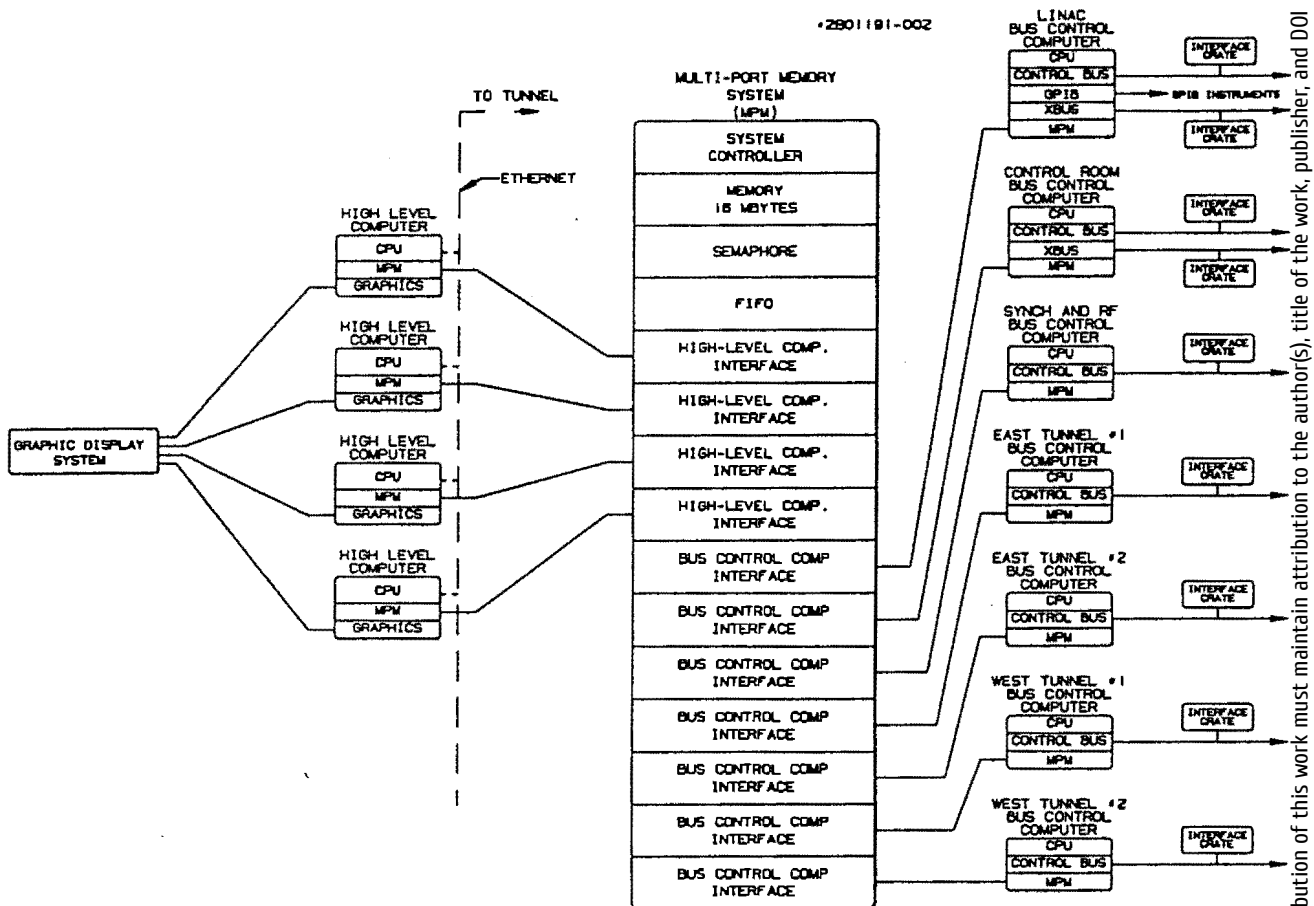 *2801191-002
TO TUNNEL
ETHERNET
GRAPHIC DISPLAY
SYSTEM
HIGH LEVEL
COMPUTER
CPU
MPM
GRAPHICS
HIGH LEVEL
COMPUTER
CPU
MPM
GRAPHICS
HIGH LEVEL
COMPUTER
CPU
MPM
GRAPHICS
HIGH LEVEL
COMPUTER
CPU
MPM
GRAPHICS
MULTI-PORT MEMORY
SYSTEM
(MPM)
SYSTEM
CONTROLLER
MEMORY
16 MBYTES
SEMAPHORE
FIFO
HIGH-LEVEL COMP.
INTERFACE
HIGH-LEVEL COMP.
INTERFACE
HIGH-LEVEL COMP.
INTERFACE
HIGH-LEVEL COMP.
INTERFACE
BUS CONTROL COMP
INTERFACE
BUS CONTROL COMP
INTERFACE
BUS CONTROL COMP
INTERFACE
BUS CONTROL COMP
INTERFACE
BUS CONTROL COMP
INTERFACE
BUS CONTROL COMP
INTERFACE
BUS CONTROL COMP
INTERFACE
LINAC
BUS CONTROL
COMPUTER
CPU
CONTROL BUS
GPIB
XBUS
MPM
INTERFACE
CRATE
GPIB INSTRUMENTS
INTERFACE
CRATE
CONTROL ROOM
BUS CONTROL
COMPUTER
CPU
CONTROL BUS
XBUS
MPM
INTERFACE
CRATE
INTERFACE
CRATE
SYNCH AND RF
BUS CONTROL
COMPUTER
CPU
CONTROL BUS
MPM
INTERFACE
CRATE
EAST TUNNEL #1
BUS CONTROL
COMPUTER
CPU
CONTROL BUS
MPM
INTERFACE
CRATE
EAST TUNNEL #2
BUS CONTROL
COMPUTER
CPU
CONTROL BUS
MPM
INTERFACE
CRATE
WEST TUNNEL #1
BUS CONTROL
COMPUTER
CPU
CONTROL BUS
MPM
INTERFACE
CRATE
WEST TUNNEL #2
BUS CONTROL
COMPUTER
CPU
CONTROL BUS
MPM
INTERFACE
CRATE
bution of this work must maintain attribution to the author(s), title of the work, publisher, and DOI